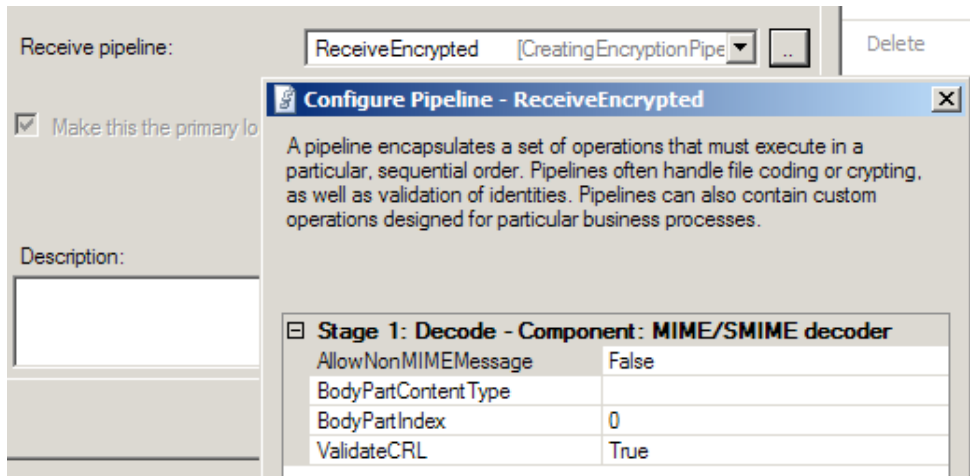 Receive pipeline:
ReceiveEncrypted [CreatingEncryptionPipe
..
Delete
Configure Pipeline - ReceiveEncrypted
Make this the primary lo
A pipeline encapsulates a set of operations that must execute in a
particular, sequential order. Pipelines often handle file coding or crypting,
as well as validation of identities. Pipelines can also contain custom
operations designed for particular business processes.
Description:
Stage 1: Decode - Component: MIME/SMIME decoder
AllowNonMIMEMessage False
BodyPartContentType
BodyPartIndex 0
ValidateCRL True